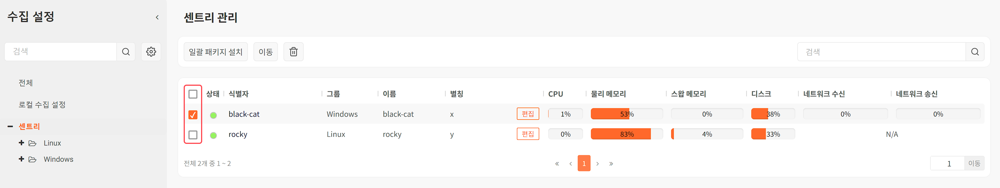 수집 설정
검색
전체
로컬 수집 설정
센트리
Linux
Windows
센트리 관리
일괄 패키지 설치 이동
검색
상태 식별자 그룹 이름 별칭 CPU 물리 메모리 스왑 메모리 디스크 네트워크 수신 네트워크 송신
black-cat Windows black-cat x 편집 1% 53% 0% 38% 0% 0%
rocky Linux rocky y 편집 0% 83% 4% 33% N/A
전체 2개 중 1 ~ 2 « ‹ 1 › » 1 이동